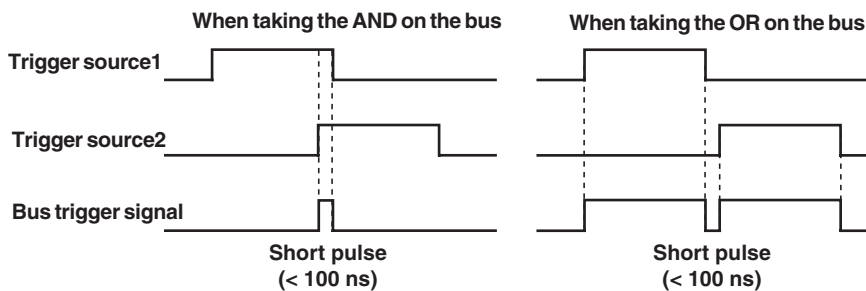 When taking the AND on the bus
When taking the OR on the bus
Trigger source1
Trigger source2
Bus trigger signal
Short pulse
(< 100 ns)
Short pulse
(< 100 ns)